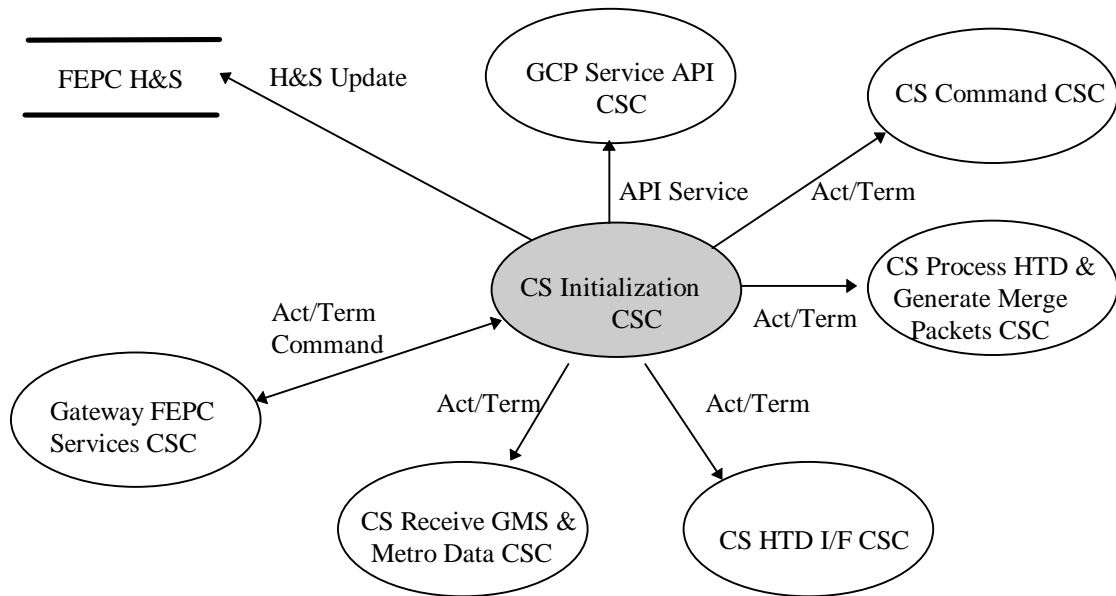 FEPC H&S
H&S Update
GCP Service API
CSC
CS Command CSC
API Service
Act/Term
CS Initialization
CSC
Act/Term
CS Process HTD &
Generate Merge
Packets CSC
Act/Term
Command
Gateway FEPC
Services CSC
Act/Term
Act/Term
CS Receive GMS &
Metro Data CSC
CS HTD I/F CSC